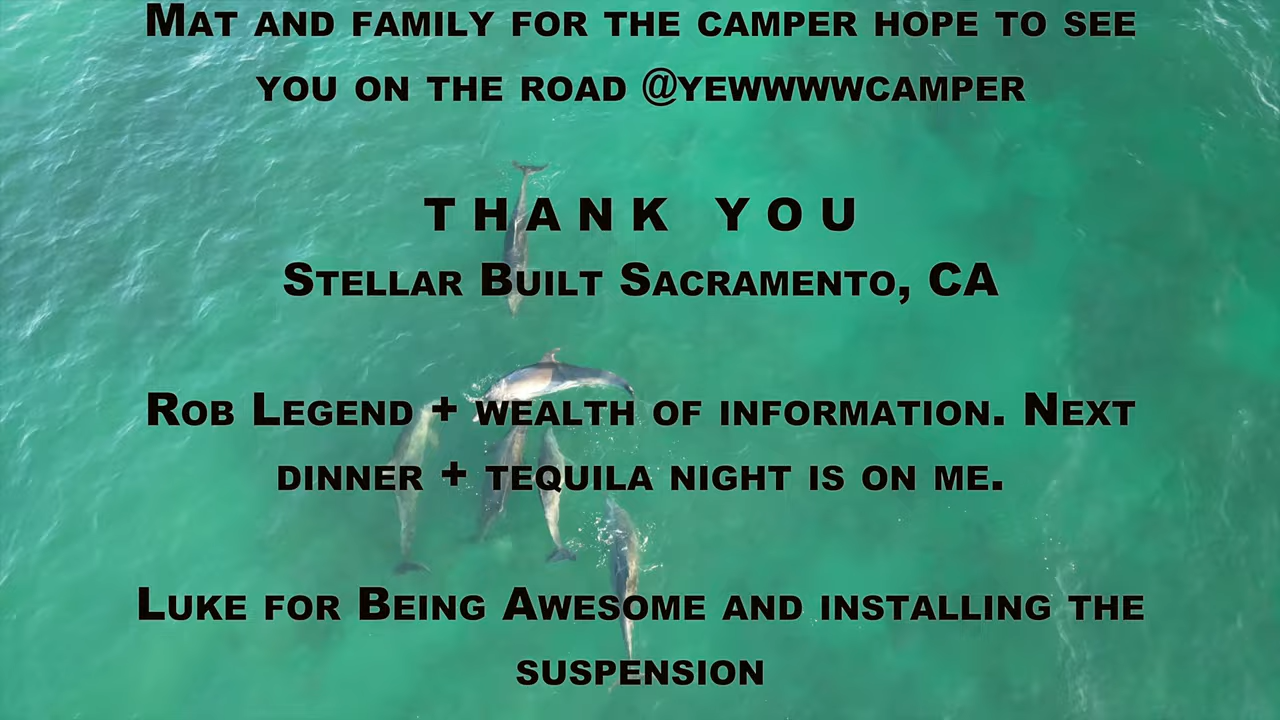 Mat and family for the camper hope to see
you on the road @yewwwwcamper
THANK YOU
Stellar Built Sacramento, CA
Rob Legend + wealth of information. Next
dinner + tequila night is on me.
Luke for Being Awesome and installing the
suspension